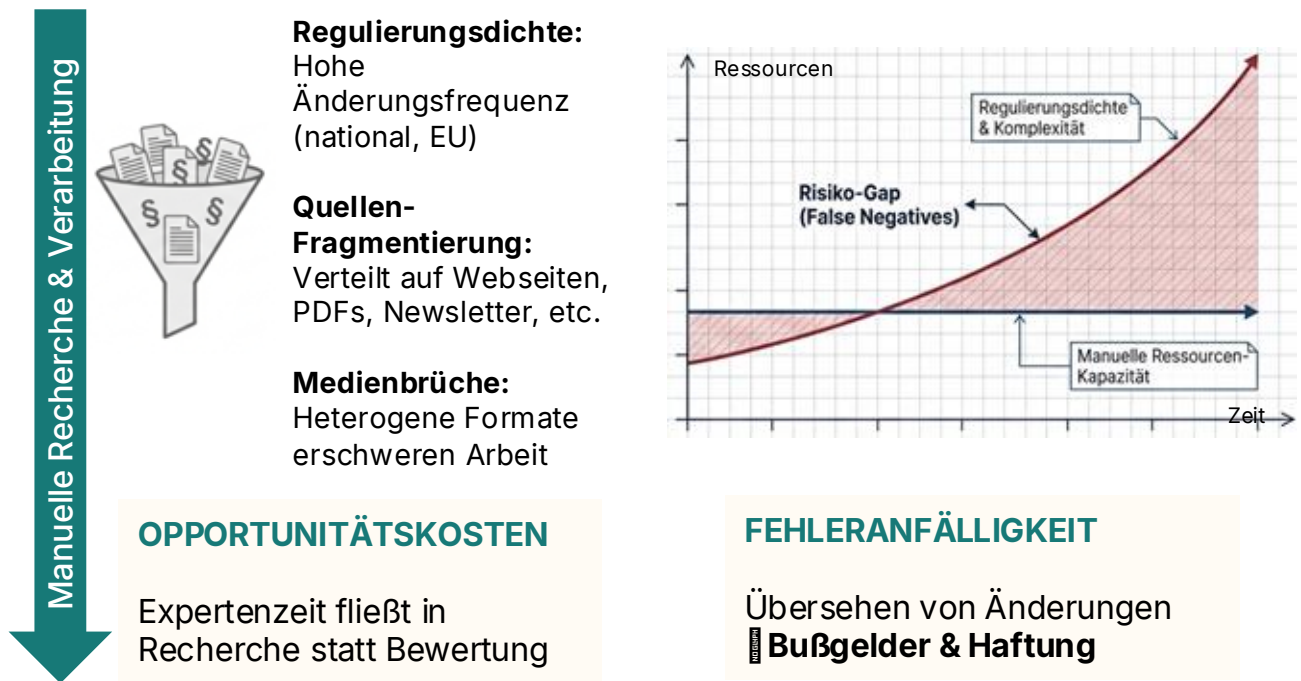 Manuelle Recherche & Verarbeitung
Regulierungsdichte:
Hohe
Änderungsfrequenz
(national, EU)
Quellen-
Fragmentierung:
Verteilt auf Webseiten,
PDFs, Newsletter, etc.
Medienbrüche:
Heterogene Formate
erschweren Arbeit
§
§
§
§
Ressourcen
Regulierungsdichte
& Komplexität
Risiko-Gap
(False Negatives)
Manuelle Ressourcen-
Kapazität
Zeit
OPPORTUNITÄTSKOSTEN
Expertenzeit fließt in
Recherche statt Bewertung
FEHLERANFÄLLIGKEIT
Übersehen von Änderungen
Bußgelder & Haftung